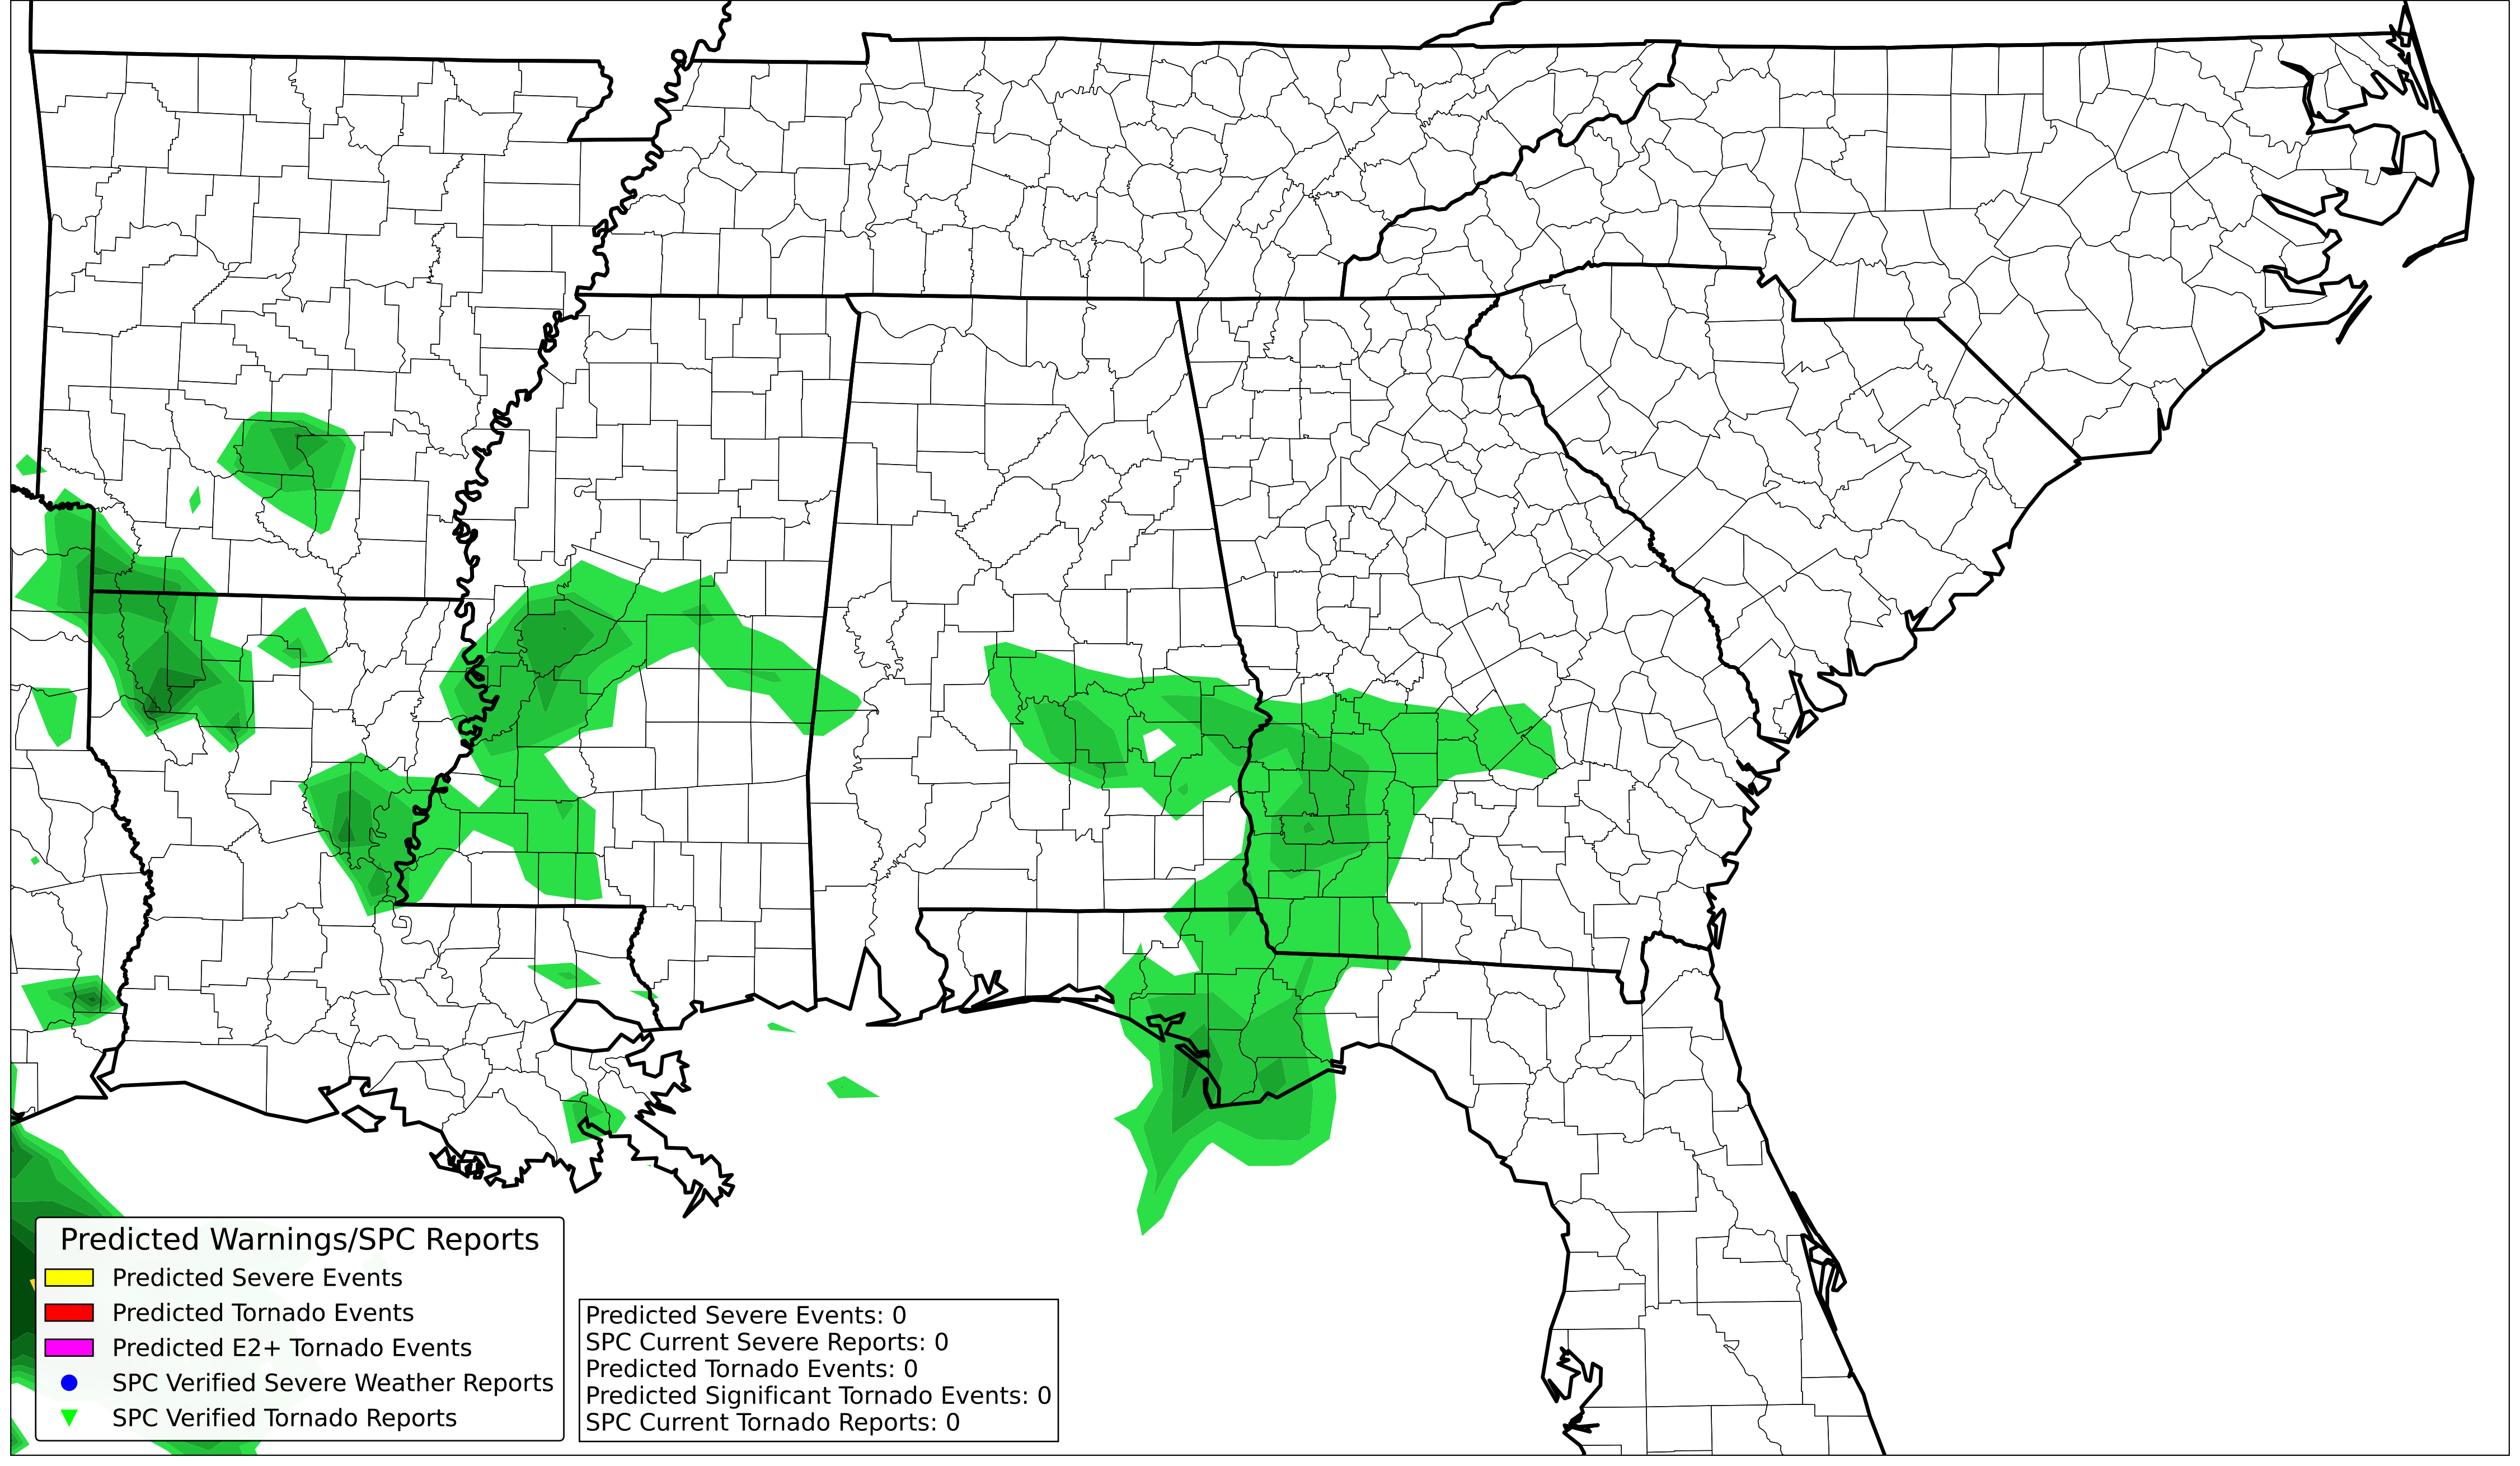 Predicted Warnings/SPC Reports
Predicted Severe Events
Predicted Tornado Events
Predicted E2+ Tornado Events
SPC Verified Severe Weather Reports
SPC Verified Tornado Reports
Predicted Severe Events: 0
SPC Current Severe Reports: 0
Predicted Tornado Events: 0
Predicted Significant Tornado Events: 0
SPC Current Tornado Reports: 0